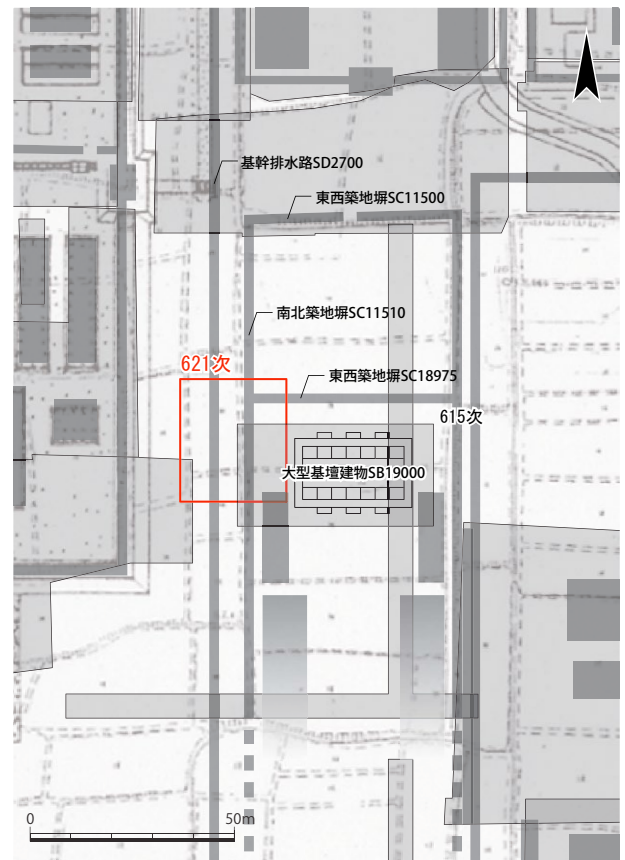 基幹排水路SD2700
東西築地塀SC11500
南北築地塀SC11510
621次
東西築地塀SC18975
615次
大型基壇建物SB19000
0 50m